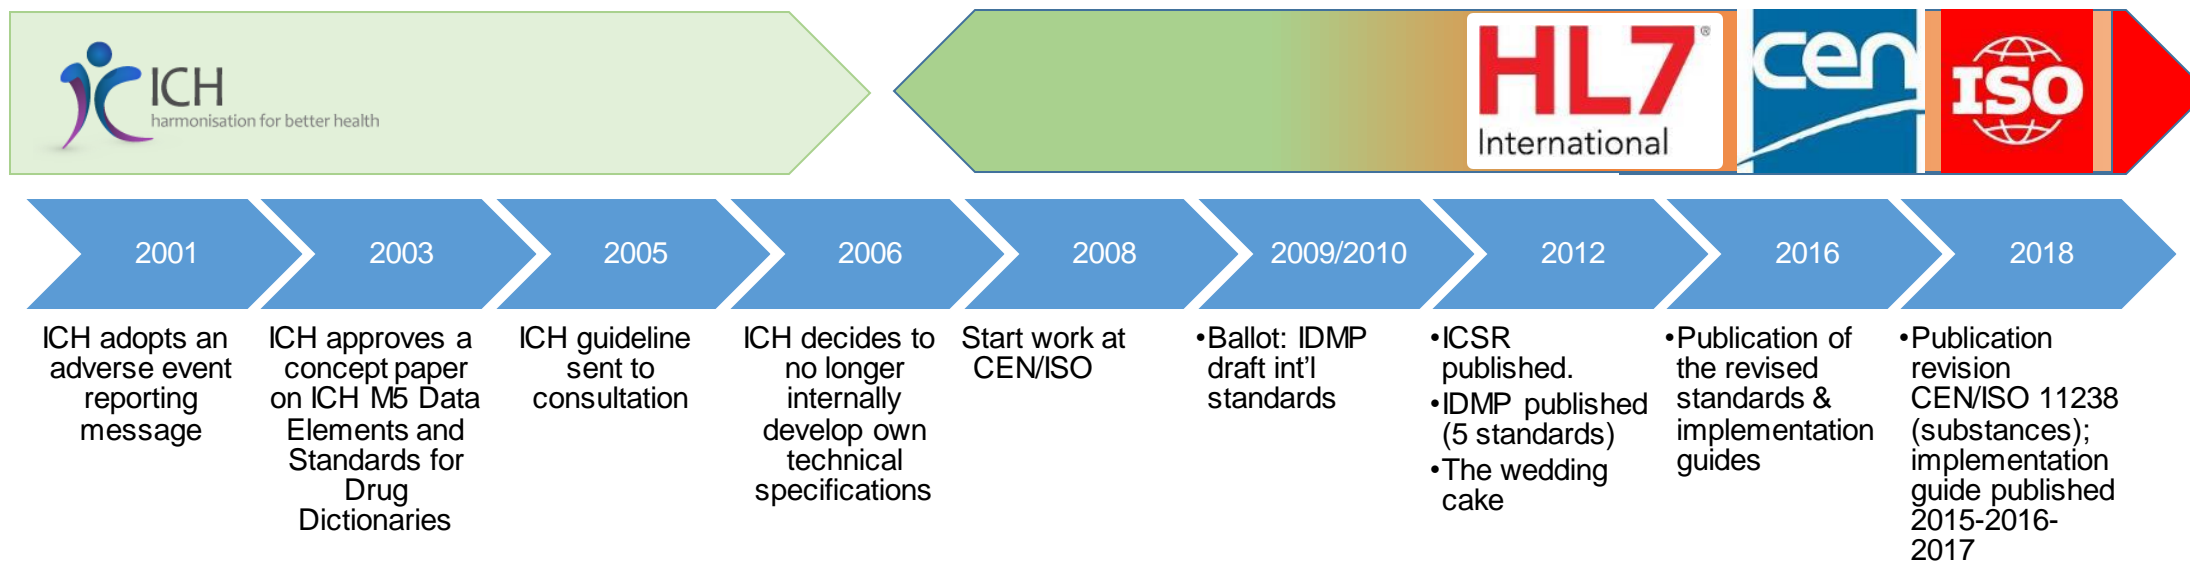 ICH
harmonisation for better health
HL7
®
International
cen
ISO
2001
2003
2005
2006
2008
2009/2010
2012
2016
2018
ICH adopts an
adverse event
reporting
message
ICH approves a
concept paper
on ICH M5 Data
Elements and
Standards for
Drug
Dictionaries
ICH guideline
sent to
consultation
ICH decides to
no longer
internally
develop own
technical
specifications
Start work at
CEN/ISO
•Ballot: IDMP
draft int'l
standards
•ICSR
published.
•IDMP published
(5 standards)
•The wedding
cake
•Publication of
the revised
standards &
implementation
guides
•Publication
revision
CEN/ISO 11238
(substances);
implementation
guide published
2015-2016-
2017